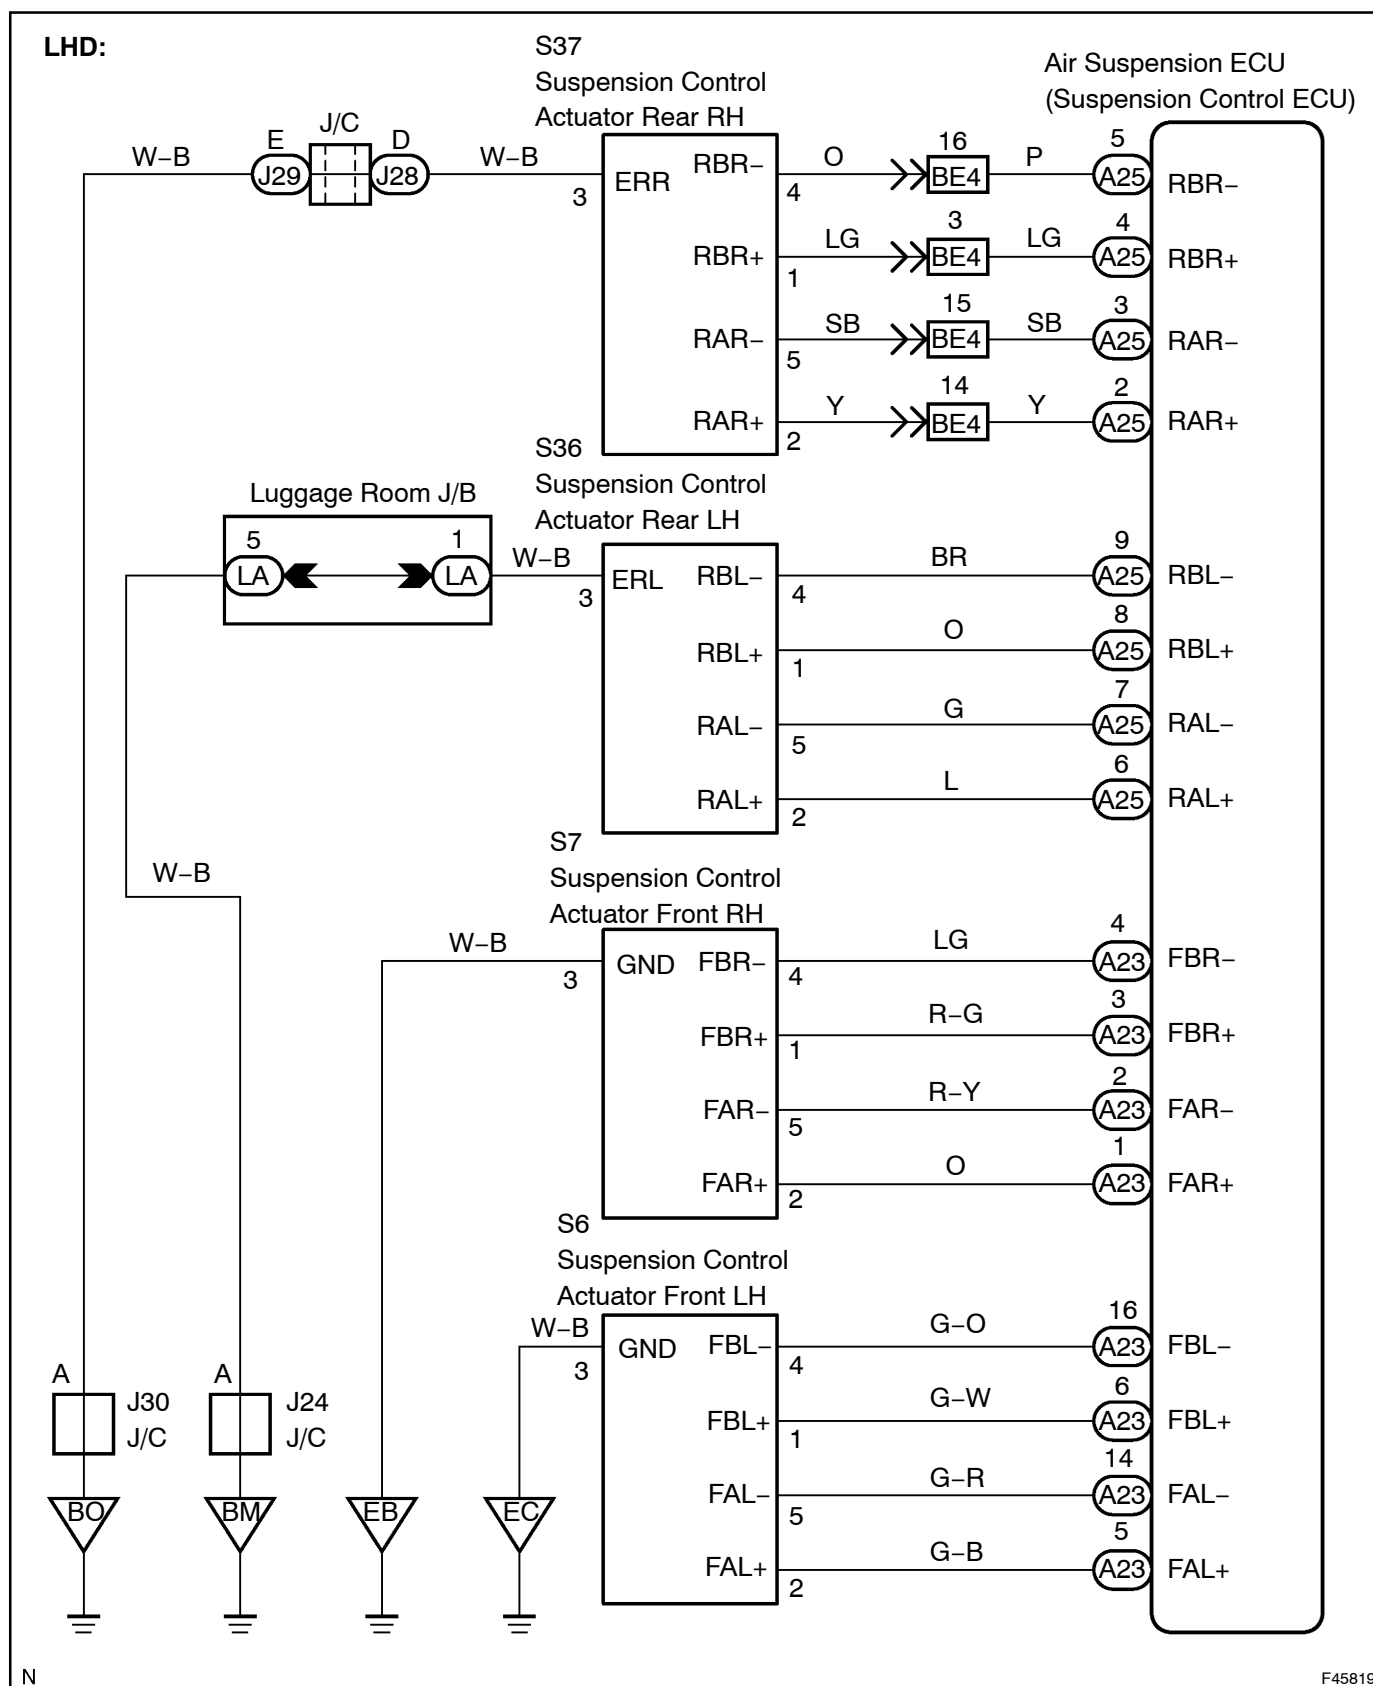 LHD:
S37
Suspension Control
Actuator Rear RH
Air Suspension ECU
(Suspension Control ECU)
E J/C D
W–B J29 J28 W–B
3 ERR RBR– 4 O 16 BE4 P 5 A25 RBR–
RBR+ 1 LG 3 BE4 LG 4 A25 RBR+
RAR– 5 SB 15 BE4 SB 3 A25 RAR–
RAR+ 2 Y 14 BE4 Y 2 A25 RAR+
S36
Suspension Control
Actuator Rear LH
Luggage Room J/B
5 LA 1 LA W–B
3 ERL RBL– 4 BR 9 A25 RBL–
RBL+ 1 O 8 A25 RBL+
RAL– 5 G 7 A25 RAL–
RAL+ 2 L 6 A25 RAL+
W–B
S7
Suspension Control
Actuator Front RH
W–B 3 GND FBR– 4 LG 4 A23 FBR–
FBR+ 1 R–G 3 A23 FBR+
FAR– 5 R–Y 2 A23 FAR–
FAR+ 2 O 1 A23 FAR+
S6
Suspension Control
Actuator Front LH
W–B 3 GND FBL– 4 G–O 16 A23 FBL–
FBL+ 1 G–W 6 A23 FBL+
FAL– 5 G–R 14 A23 FAL–
FAL+ 2 G–B 5 A23 FAL+
A J30 A J24
J/C J/C
BO BM EB EC
N F45819